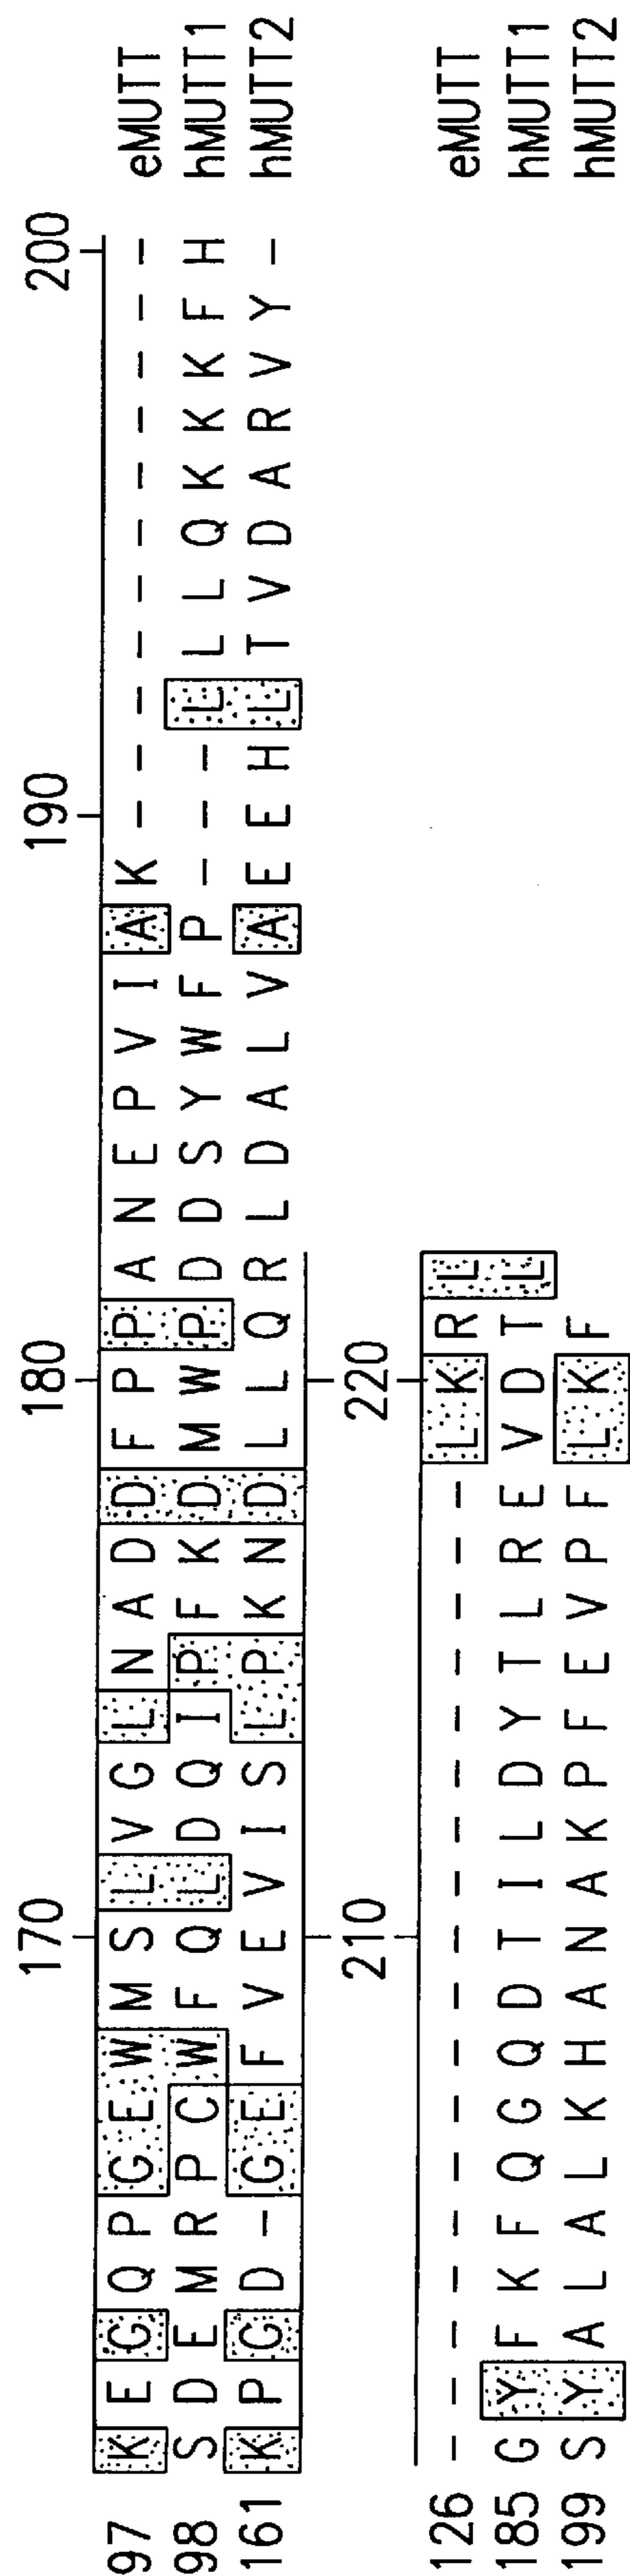 170 180 190 200
97 K E G Q P G E W M S L V G L N A D D F P P A N E P V I A K - - - - - - - - - - - eMUTT
98 S D E M R P C W F Q L D Q I P F K D M W P D D S Y W F P - - - L L L Q K K K F H hMUTT1
161 K P G D - G E F V E V I S L P K N D L L Q R L D A L V A E E H L T V D A R V Y - hMUTT2
210 220
126 - - - - - - - - - - - - - - - - - - L K R L eMUTT
185 G Y F K F Q G Q D T I L D Y T L R E V D T L hMUTT1
199 S Y A L A L K H A N A K P F E V P F L K F hMUTT2